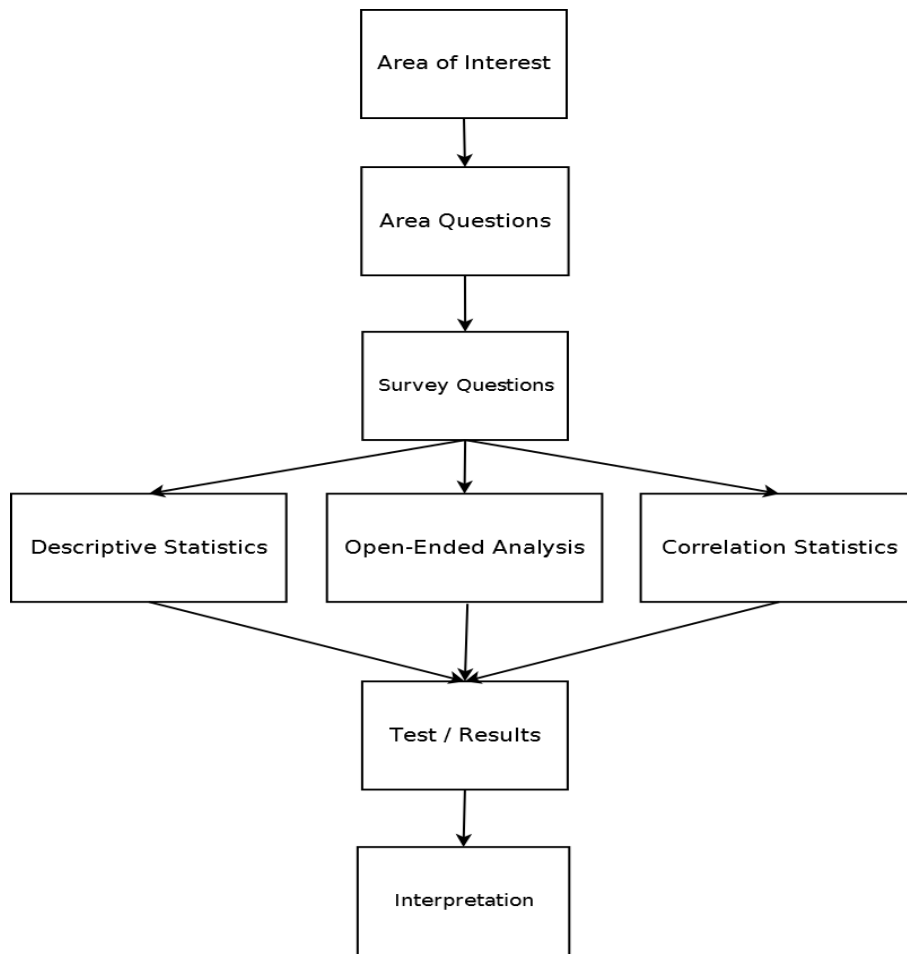 Area of Interest
Area Questions
Survey Questions
Descriptive Statistics
Open-Ended Analysis
Correlation Statistics
Test / Results
Interpretation